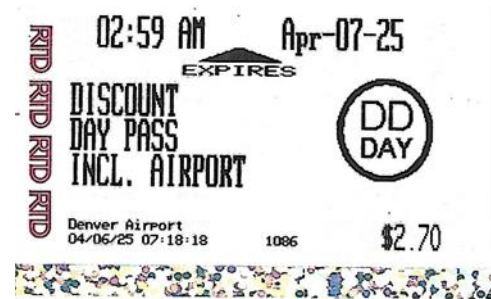 02:59 AM Apr-07-25
EXPIRES
RTD RTD RTD RTD
DISCOUNT
DAY PASS
INCL. AIRPORT
DD
DAY
Denver Airport
04/06/25 07:18:18 1086 $2.70